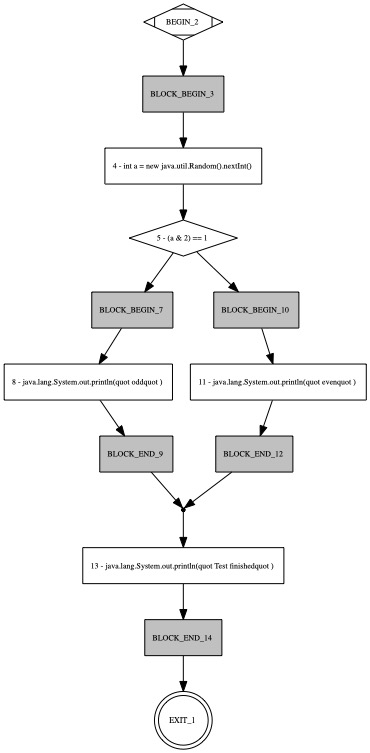 BEGIN_2
BLOCK_BEGIN_3
4 - int a = new java.util.Random().nextInt()
5 - (a & 2) == 1
BLOCK_BEGIN_7
BLOCK_BEGIN_10
8 - java.lang.System.out.println(quot oddquot )
11 - java.lang.System.out.println(quot evenquot )
BLOCK_END_9
BLOCK_END_12
13 - java.lang.System.out.println(quot Test finishedquot )
BLOCK_END_14
EXIT_1